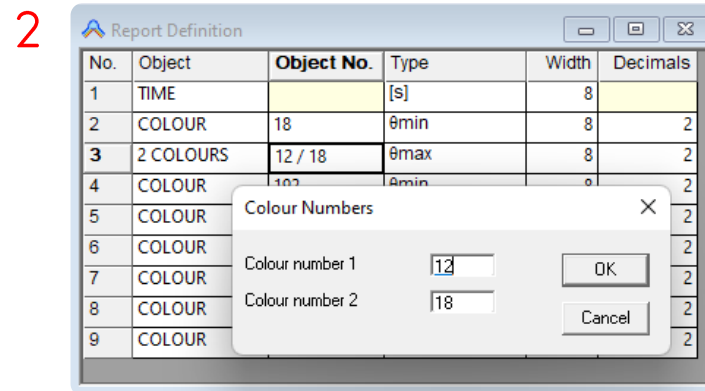 2
Report Definition
No. Object Object No. Type Width Decimals
1 TIME [s] 8
2 COLOUR 18 θmin 8 2
3 2 COLOURS 12 / 18 θmax 8 2
4 COLOUR 102 θmin 8 2
5 COLOUR 2
6 COLOUR 2
7 COLOUR 2
8 COLOUR 2
9 COLOUR 2
Colour Numbers
Colour number 1 12 OK
Colour number 2 18 Cancel